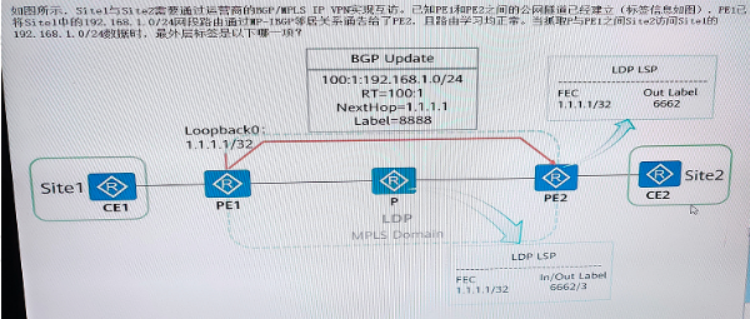 如图所示，Site1与Site2需要通过运营商的BGP/MPLS IP VPN实现互访。已知PE1和PE2之间的公网隧道已经建立（标签信息如图），PE1已
将Site1中的192.168.1.0/24网段路由通过MP-IBGP等居关系通告给了PE2，且路由学习均正常。当抓取P与PE1之间Site2访问Site1的
192.168.1.0/24数据时，最外层标签是以下哪一项？
BGP Update
100:1:192.168.1.0/24
RT=100:1
NextHop=1.1.1.1
Label=8888
LDP LSP
FEC Out Label
1.1.1.1/32 6662
Loopback0:
1.1.1.1/32
Site1
CE1
PE1
P
PE2
CE2
Site2
LDP
MPLS Domain
LDP LSP
FEC In/Out Label
1.1.1.1/32 6662/3